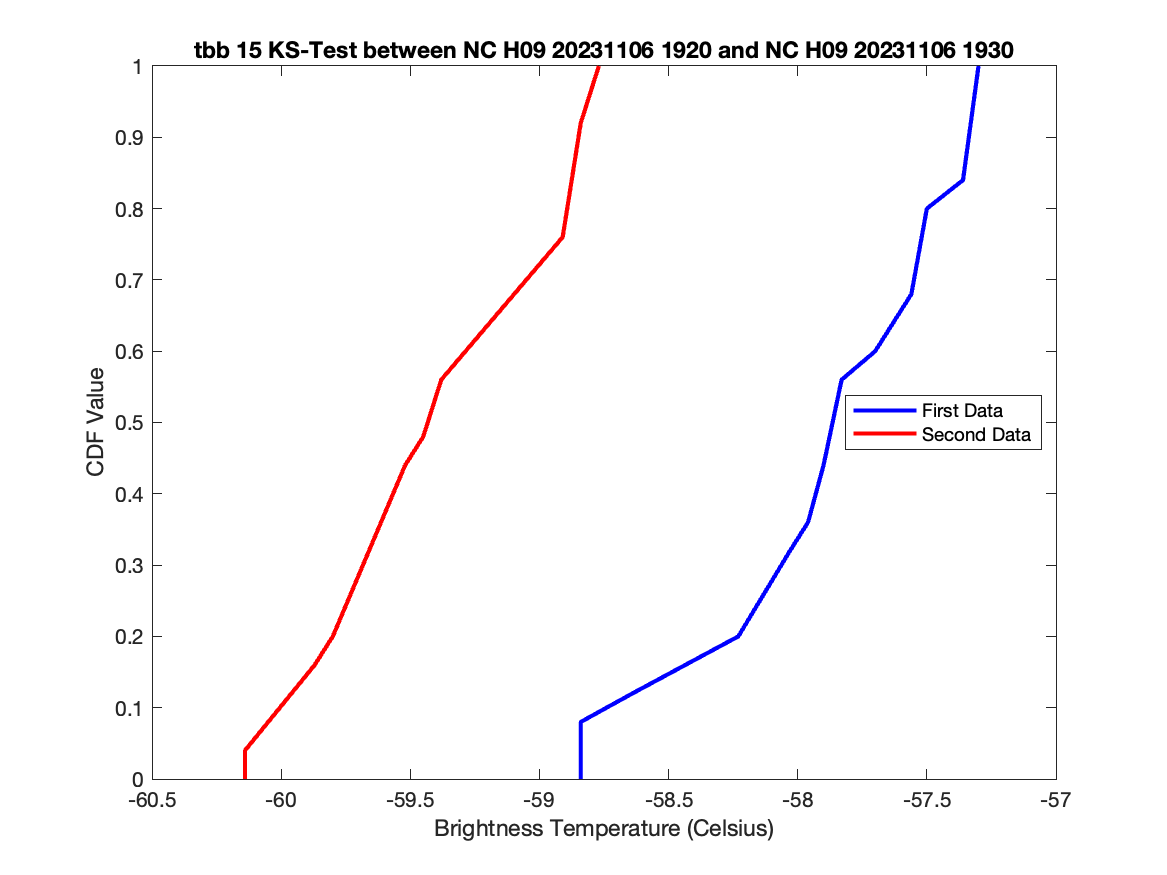 tbb 15 KS-Test between NC H09 20231106 1920 and NC H09 20231106 1930
1
0.9
0.8
0.7
0.6
0.5
0.4
0.3
0.2
0.1
0
CDF Value
First Data
Second Data
-60.5 -60 -59.5 -59 -58.5 -58 -57.5 -57
Brightness Temperature (Celsius)